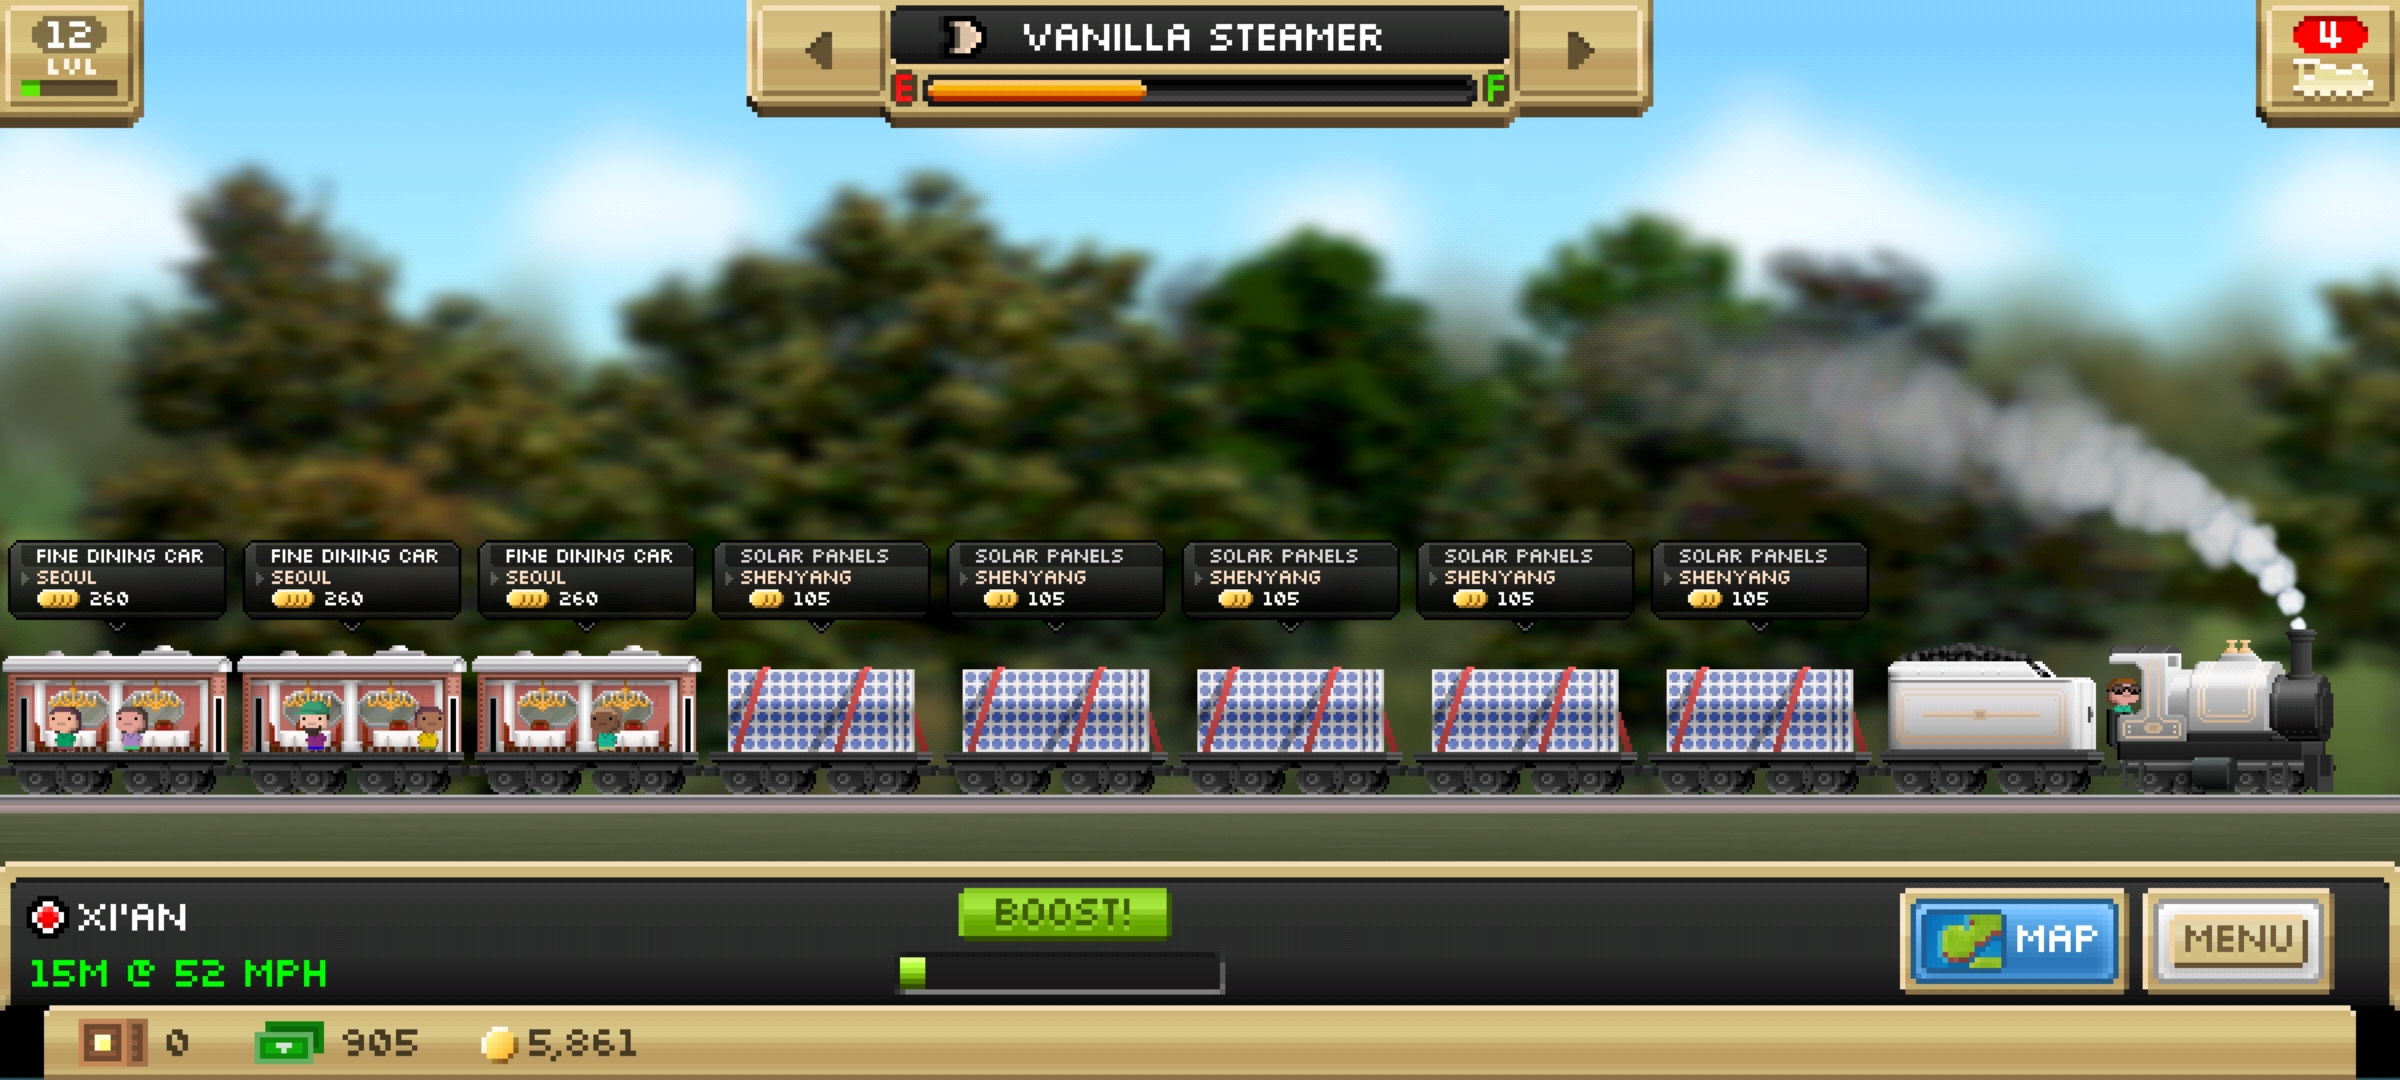 12
LVL
VANILLA STEAMER
E F
4
FINE DINING CAR
SEOUL
260
FINE DINING CAR
SEOUL
260
FINE DINING CAR
SEOUL
260
SOLAR PANELS
SHENYANG
105
SOLAR PANELS
SHENYANG
105
SOLAR PANELS
SHENYANG
105
SOLAR PANELS
SHENYANG
105
SOLAR PANELS
SHENYANG
105
XI'AN
15M @ 52 MPH
BOOST!
MAP
MENU
0
905
5,861